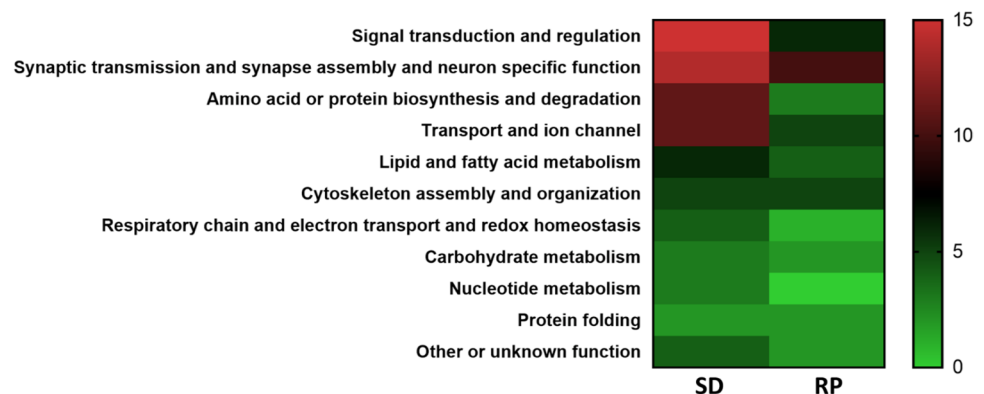 Signal transduction and regulation
Synaptic transmission and synapse assembly and neuron specific function
Amino acid or protein biosynthesis and degradation
Transport and ion channel
Lipid and fatty acid metabolism
Cytoskeleton assembly and organization
Respiratory chain and electron transport and redox homeostasis
Carbohydrate metabolism
Nucleotide metabolism
Protein folding
Other or unknown function
SD RP
15
10
5
0